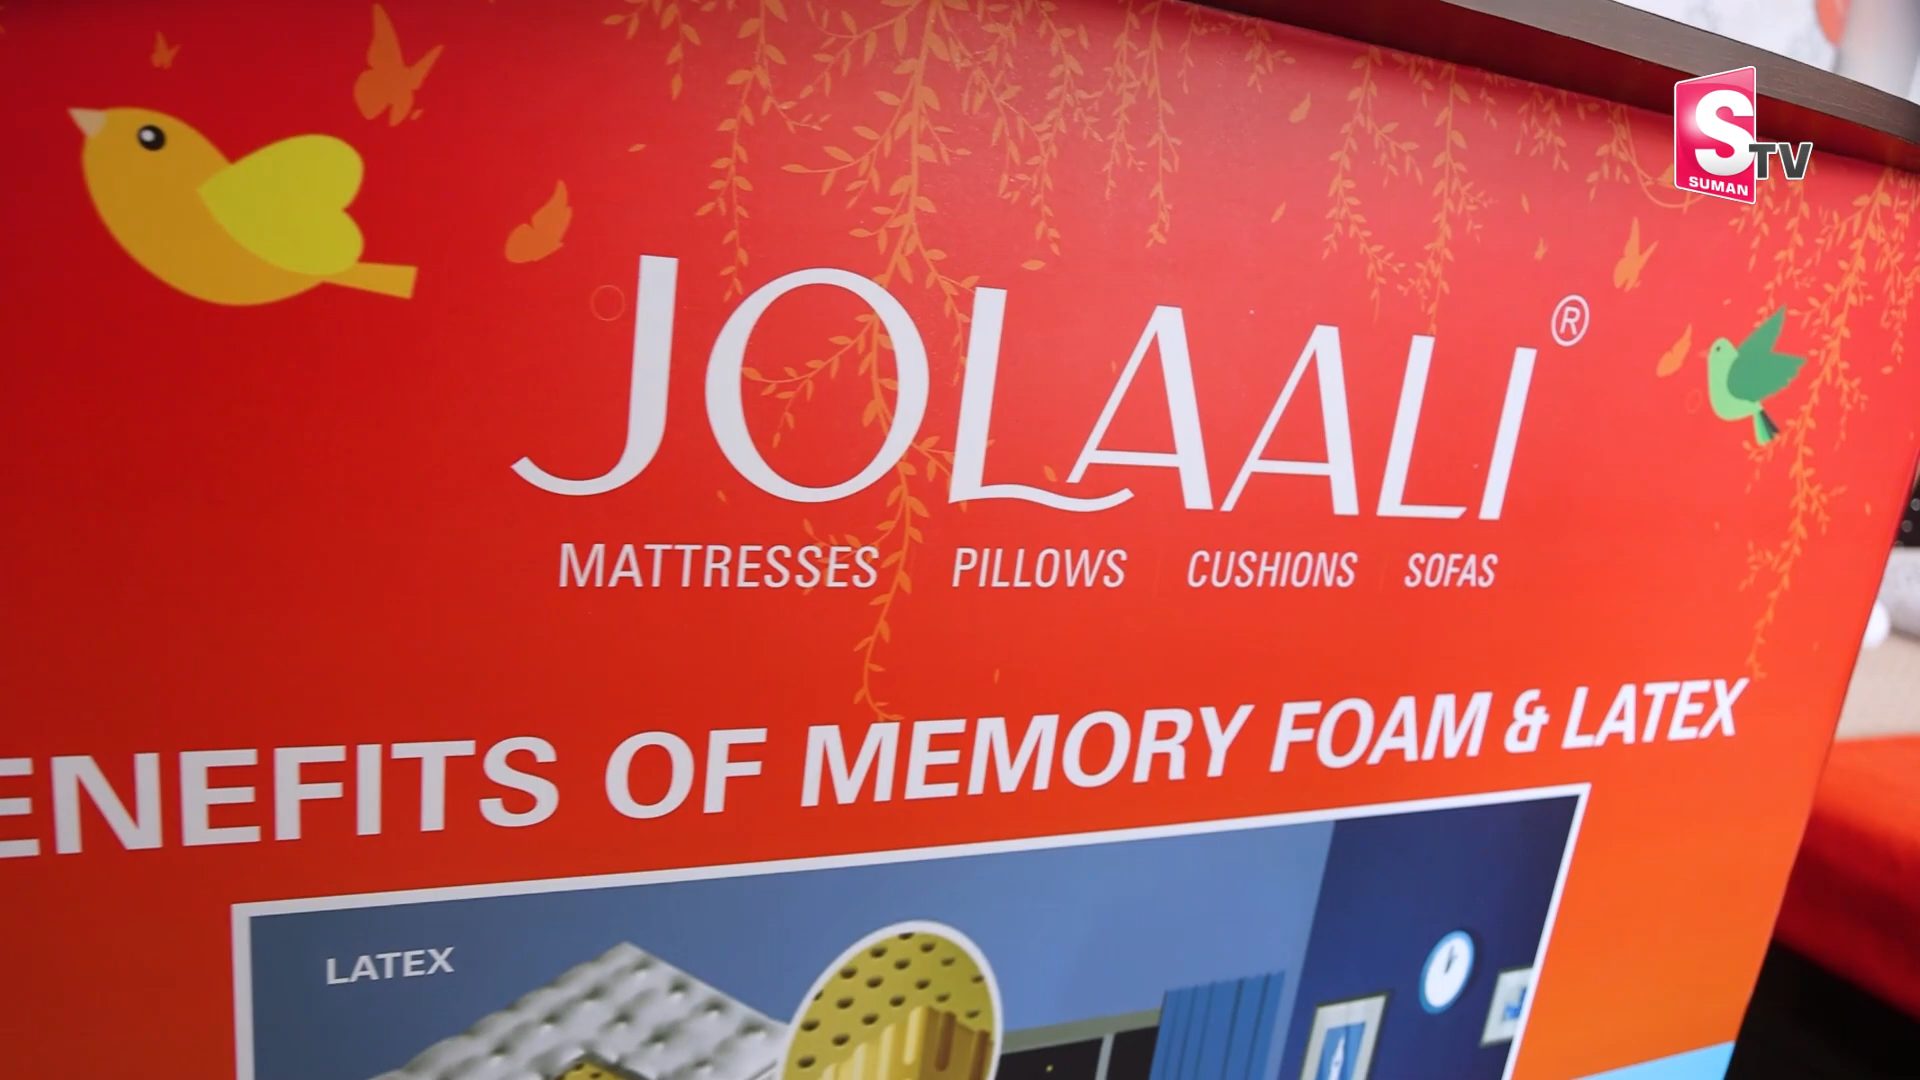 S TV
SUMAN
JOLAALI ®
MATTRESSES PILLOWS CUSHIONS SOFAS
ENEFITS OF MEMORY FOAM & LATEX
LATEX